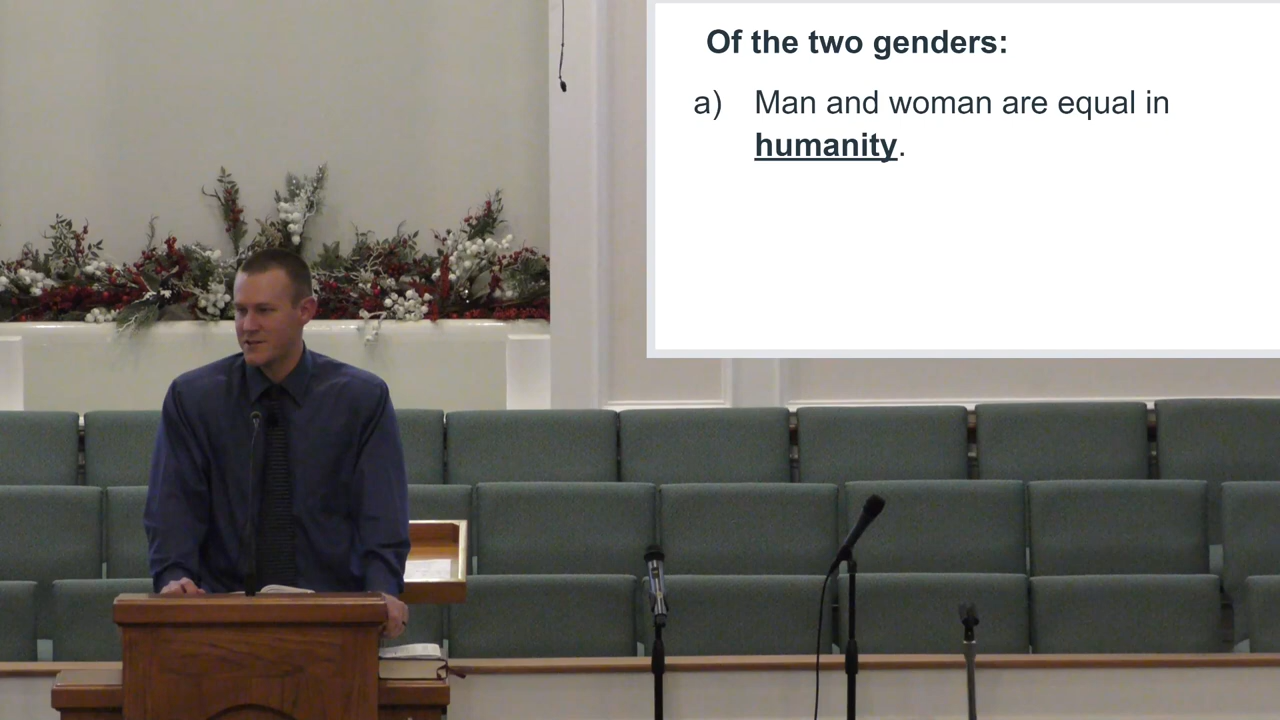 Of the two genders:
a) Man and woman are equal in
humanity.